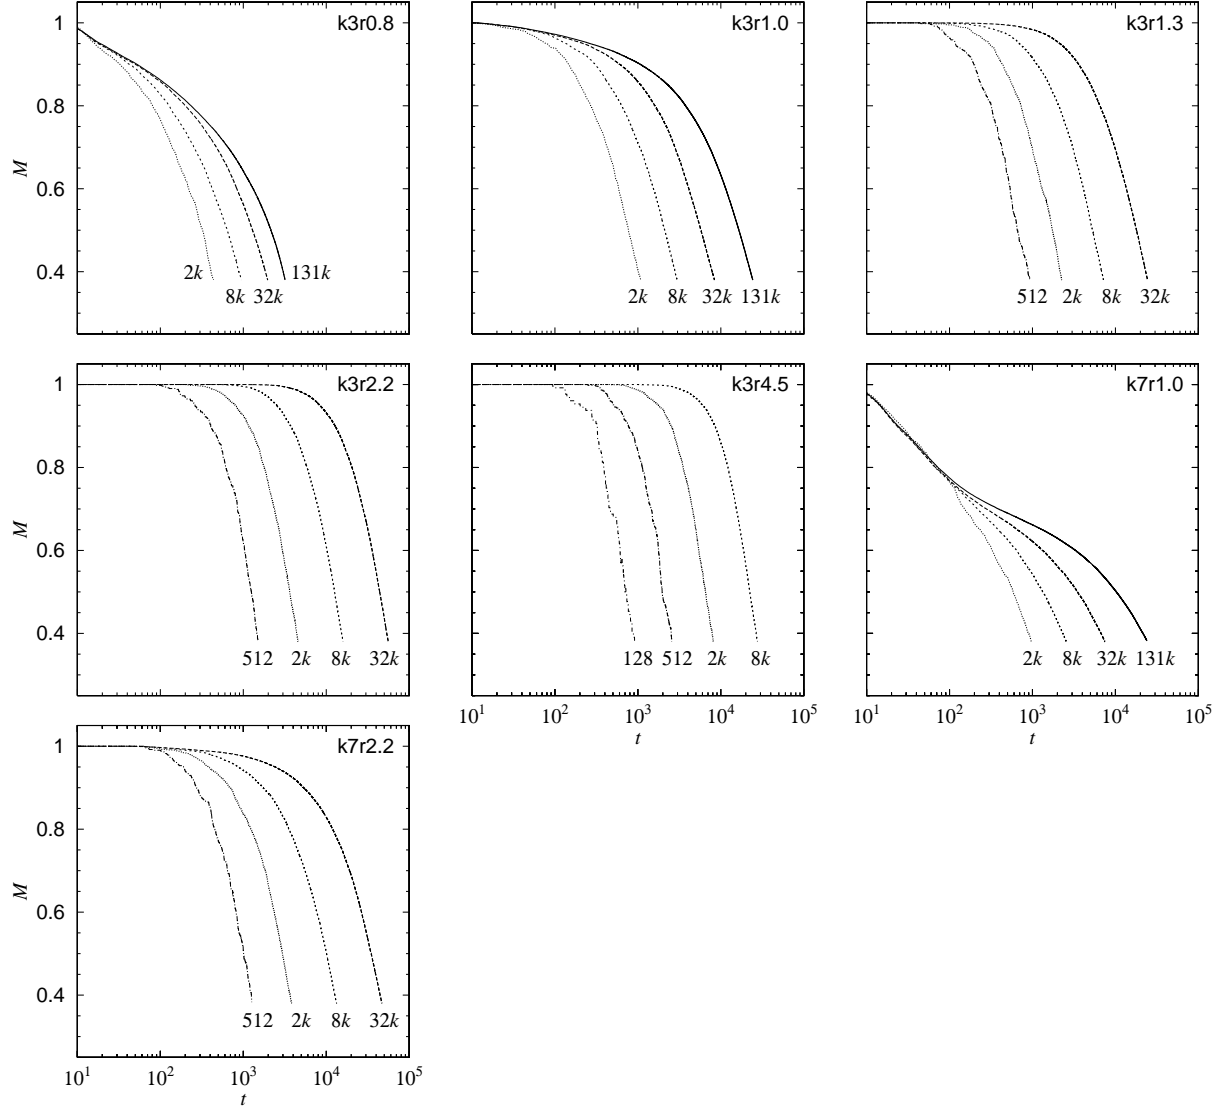 k3r0.8
k3r1.0
k3r1.3
1
0.8
M
0.6
0.4
2k
8k
32k
131k
2k
8k
32k
131k
512
2k
8k
32k
k3r2.2
k3r4.5
k7r1.0
1
0.8
M
0.6
0.4
512
2k
8k
32k
128
512
2k
8k
2k
8k
32k
131k
10^1
10^2
10^3
10^4
10^5
t
10^1
10^2
10^3
10^4
10^5
t
k7r2.2
1
0.8
M
0.6
0.4
512
2k
8k
32k
10^1
10^2
10^3
10^4
10^5
t